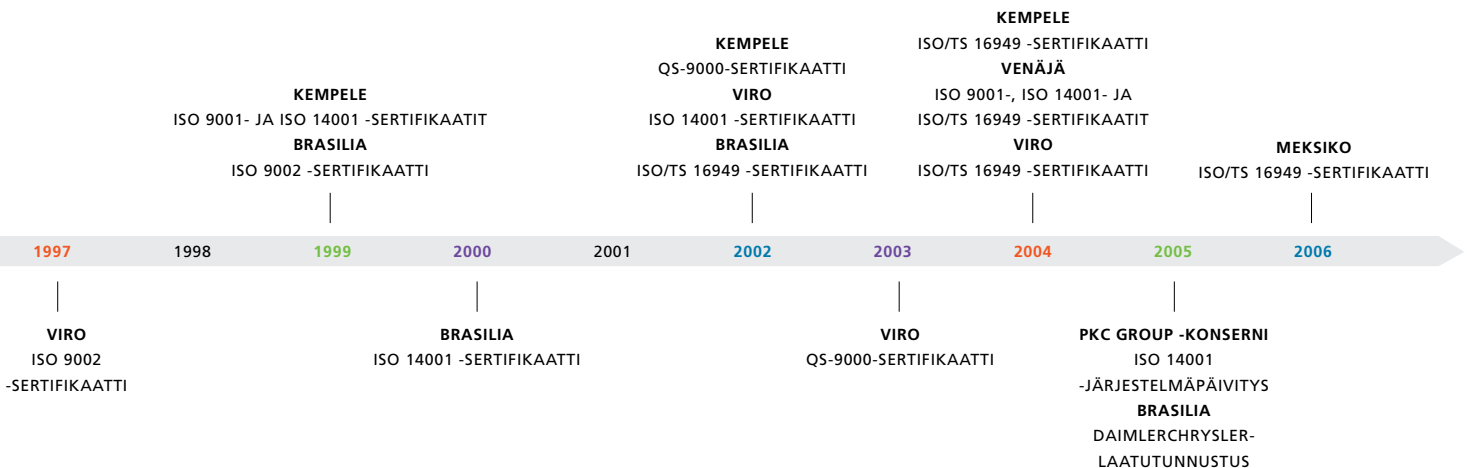 KEMPELE
ISO 9001- JA ISO 14001 -SERTIFIKAATIT
BRASILIA
ISO 9002 -SERTIFIKAATTI
KEMPELE
QS-9000-SERTIFIKAATTI
VIRO
ISO 14001 -SERTIFIKAATTI
BRASILIA
ISO/TS 16949 -SERTIFIKAATTI
KEMPELE
ISO/TS 16949 -SERTIFIKAATTI
VENÄJÄ
ISO 9001-, ISO 14001- JA
ISO/TS 16949 -SERTIFIKAATIT
VIRO
ISO/TS 16949 -SERTIFIKAATTI
MEKSIKO
ISO/TS 16949 -SERTIFIKAATTI
1997 1998 1999 2000 2001 2002 2003 2004 2005 2006
VIRO
ISO 9002
-SERTIFIKAATTI
BRASILIA
ISO 14001 -SERTIFIKAATTI
VIRO
QS-9000-SERTIFIKAATTI
PKC GROUP -KONSERNI
ISO 14001
-JÄRJESTELMÄPÄIVITYS
BRASILIA
DAIMLERCHRYSLER-
LAATUTUNNUSTUS